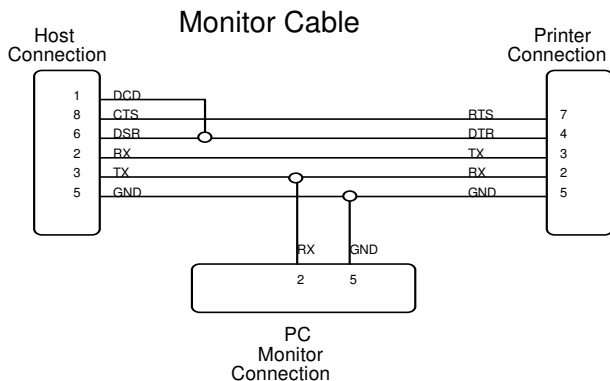 Monitor Cable
Host
Connection
Printer
Connection
1 DCD
8 CTS RTS 7
6 DSR DTR 4
2 RX TX 3
3 TX RX 2
5 GND GND 5
RX GND
2 5
PC
Monitor
Connection